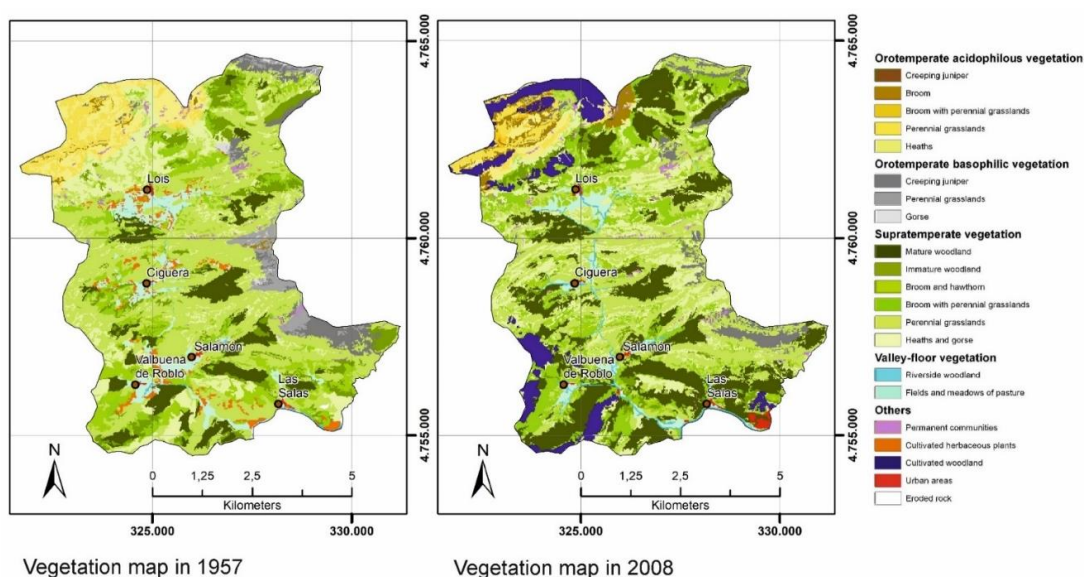 4.765.000
4.760.000
4.755.000
Lois
Ciguera
Salamon
Valbuena
de Roblo
Las
Salas
N
0 1,25 2,5 5
Kilometers
325.000 330.000
Vegetation map in 1957
4.765.000
4.760.000
4.755.000
Lois
Ciguera
Salamon
Valbuena
de Roblo
Las
Salas
N
0 1,25 2,5 5
Kilometers
325.000 330.000
Vegetation map in 2008
Orotemperate acidophilous vegetation
Creeping juniper
Broom
Broom with perennial grasslands
Perennial grasslands
Heaths
Orotemperate basophilic vegetation
Creeping juniper
Perennial grasslands
Gorse
Supratemperate vegetation
Mature woodland
Immature woodland
Broom and hawthorn
Broom with perennial grasslands
Perennial grasslands
Heaths and gorse
Valley-floor vegetation
Riverside woodland
Fields and meadows of pasture
Others
Permanent communities
Cultivated herbaceous plants
Cultivated woodland
Urban areas
Eroded rock